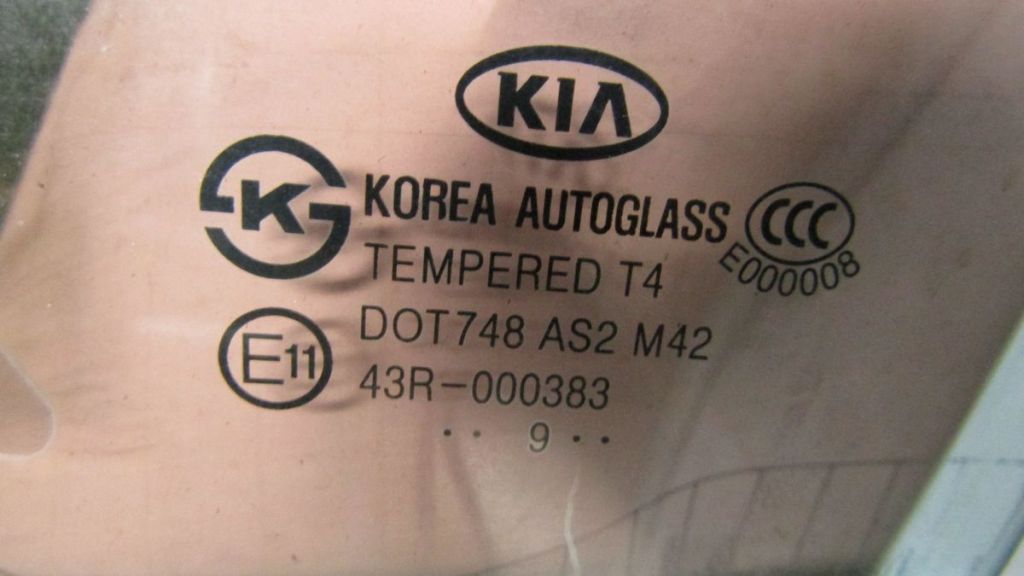 KIA
K KOREA AUTOGLASS CCC
E000008
TEMPERED T4
DOT748 AS2 M42
E11
43R-000383
·· 9 ··